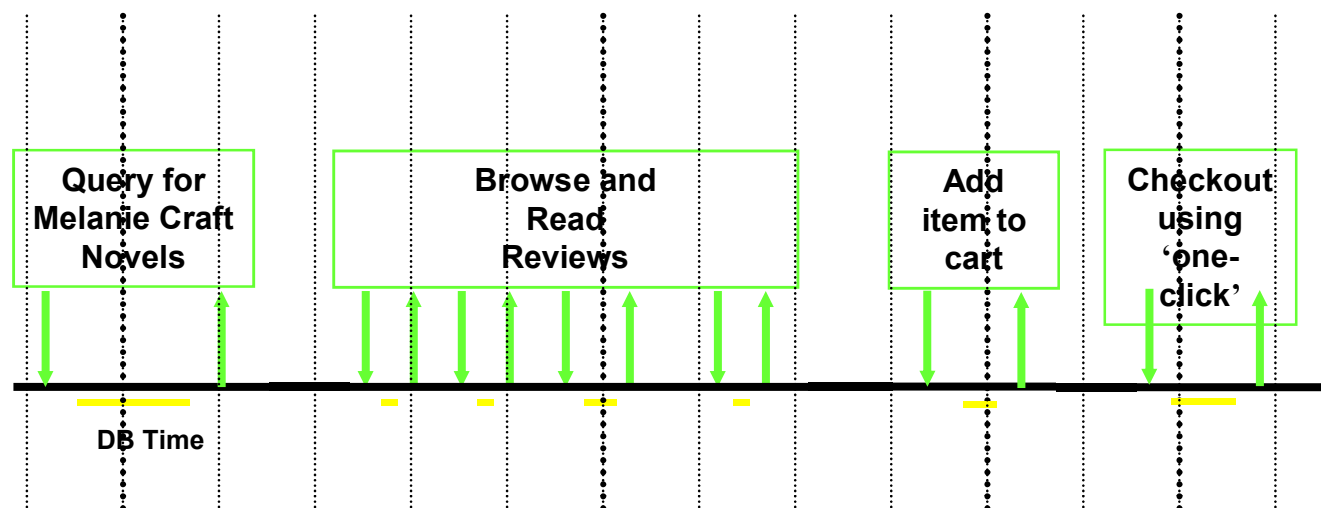 Query for
Melanie Craft
Novels
Browse and
Read
Reviews
Add
item to
cart
Checkout
using
‘one-
click’
DB Time